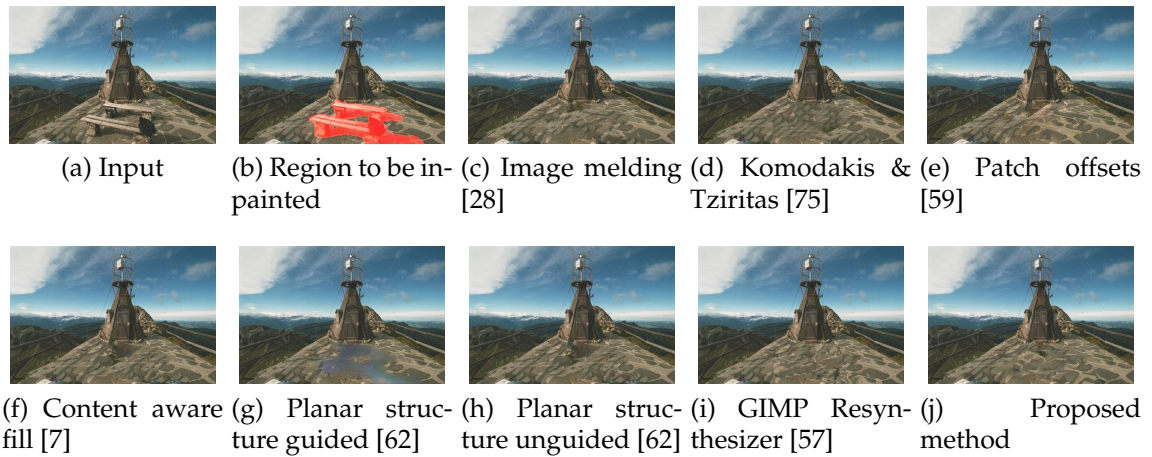 (a) Input
(b) Region to be in-
painted
(c) Image melding
[28]
(d) Komodakis &
Tziritas [75]
(e) Patch offsets
[59]
(f) Content aware
fill [7]
(g) Planar struc-
ture guided [62]
(h) Planar struc-
ture unguided [62]
(i) GIMP Resyn-
thesizer [57]
(j) Proposed
method